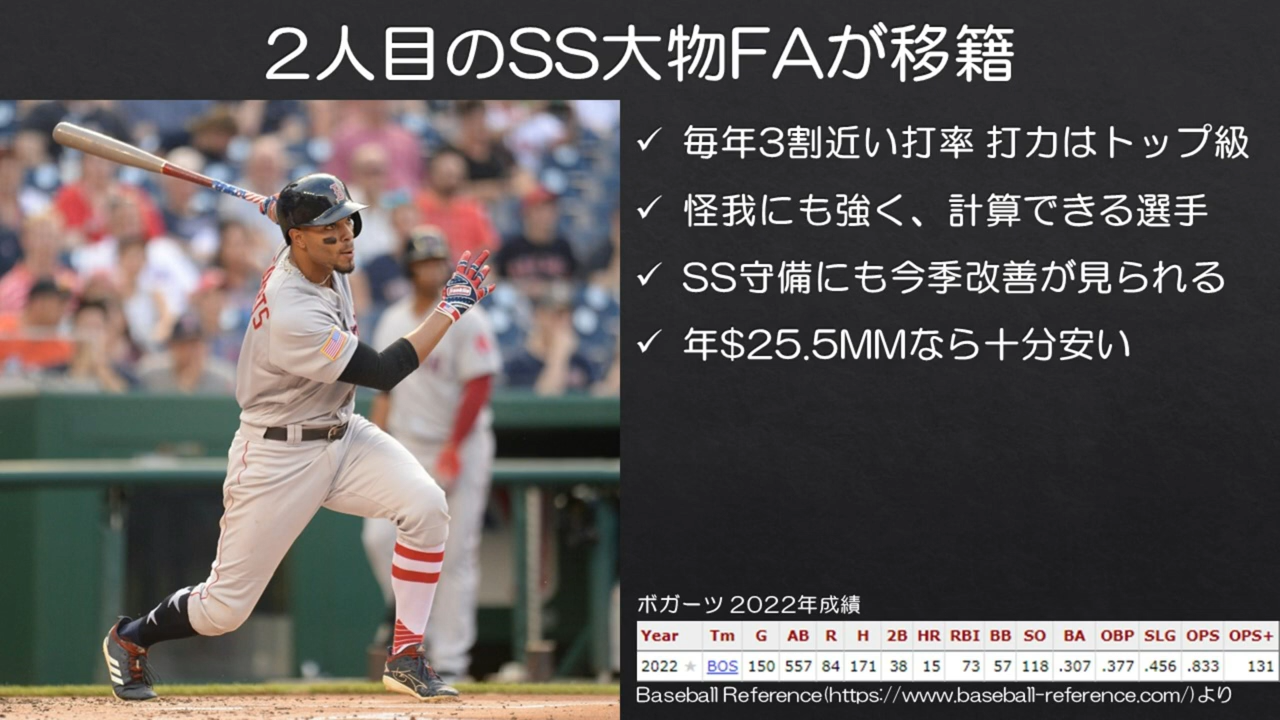 2人目のSS大物FAが移籍
✓ 毎年3割近い打率 打力はトップ級
✓ 怪我にも強く、計算できる選手
✓ SS守備にも今季改善が見られる
✓ 年$25.5MMなら十分安い
ボガーツ 2022年成績
Year Tm G AB R H 2B HR RBI BB SO BA OBP SLG OPS OPS+
2022 ★ BOS 150 557 84 171 38 15 73 57 118 .307 .377 .456 .833 131
Baseball Reference(https://www.baseball-reference.com/)より